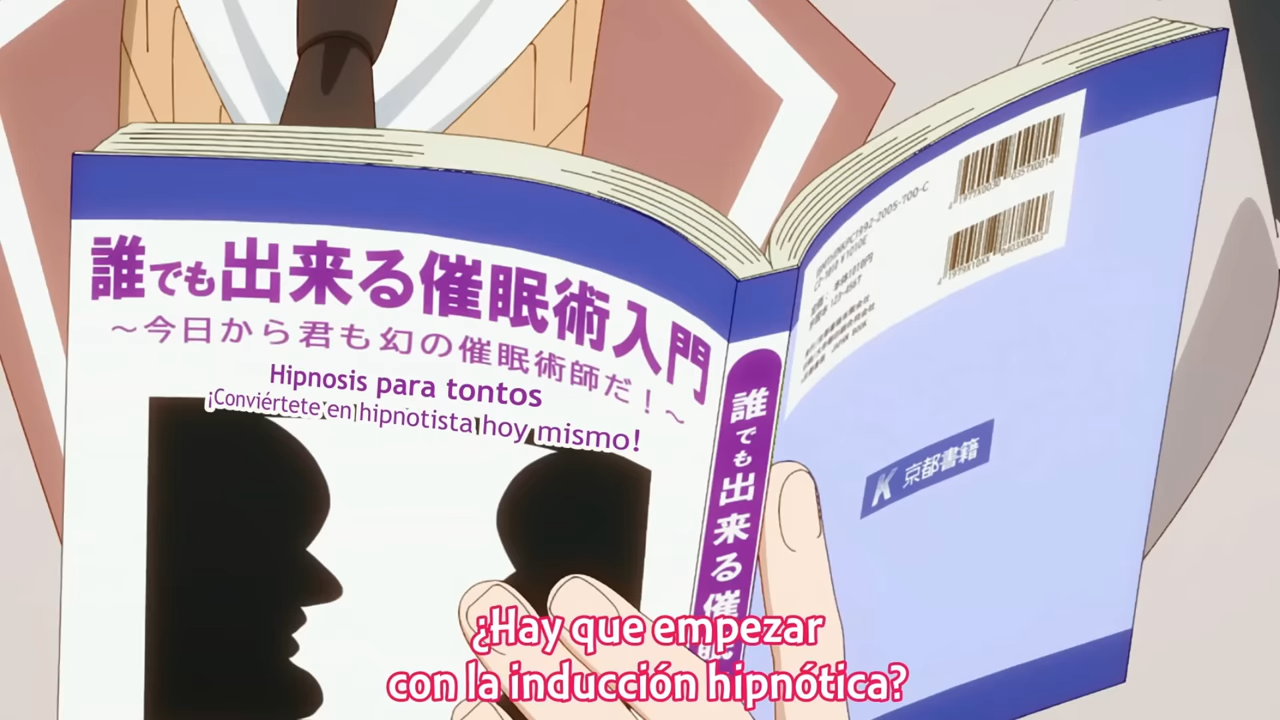 誰でも出来る催眠術入門
～今日から君も幻の催眠術師だ！～
Hipnosis para tontos
¡Conviértete en hipnotista hoy mismo!
誰でも出来る催眠
K 京都書籍
¿Hay que empezar
con la inducción hipnótica?